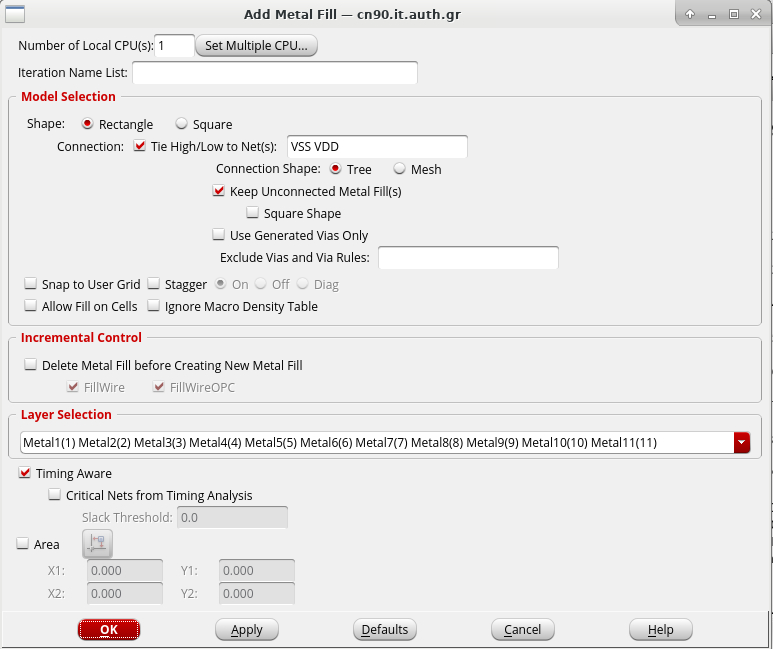 Add Metal Fill — cn90.it.auth.gr
Number of Local CPU(s): 1 Set Multiple CPU...
Iteration Name List:
Model Selection
Shape: Rectangle Square
Connection: Tie High/Low to Net(s): VSS VDD
Connection Shape: Tree Mesh
Keep Unconnected Metal Fill(s)
Square Shape
Use Generated Vias Only
Exclude Vias and Via Rules:
Snap to User Grid Stagger On Off Diag
Allow Fill on Cells Ignore Macro Density Table
Incremental Control
Delete Metal Fill before Creating New Metal Fill
FillWire FillWireOPC
Layer Selection
Metal1(1) Metal2(2) Metal3(3) Metal4(4) Metal5(5) Metal6(6) Metal7(7) Metal8(8) Metal9(9) Metal10(10) Metal11(11)
Timing Aware
Critical Nets from Timing Analysis
Slack Threshold: 0.0
Area
X1: 0.000 Y1: 0.000
X2: 0.000 Y2: 0.000
OK Apply Defaults Cancel Help